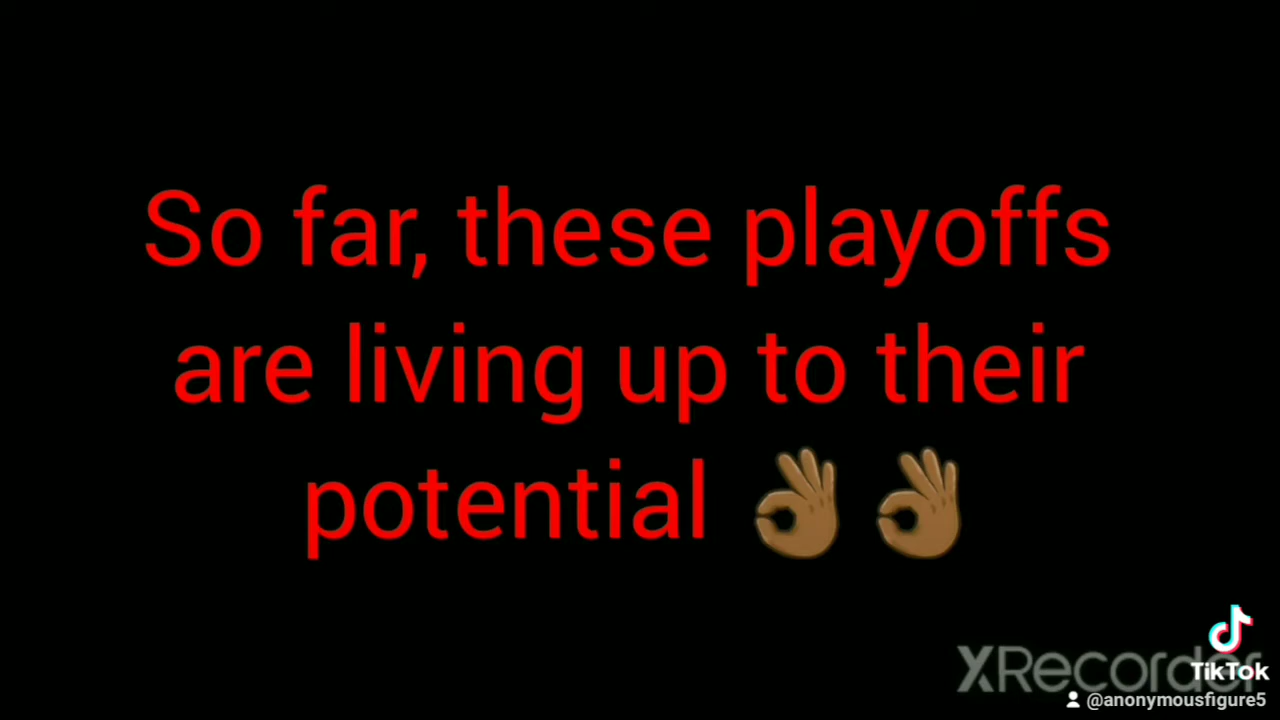 So far, these playoffs
are living up to their
potential 👌🏾👌🏾
XRecorder
TikTok
@anonymousfigure5